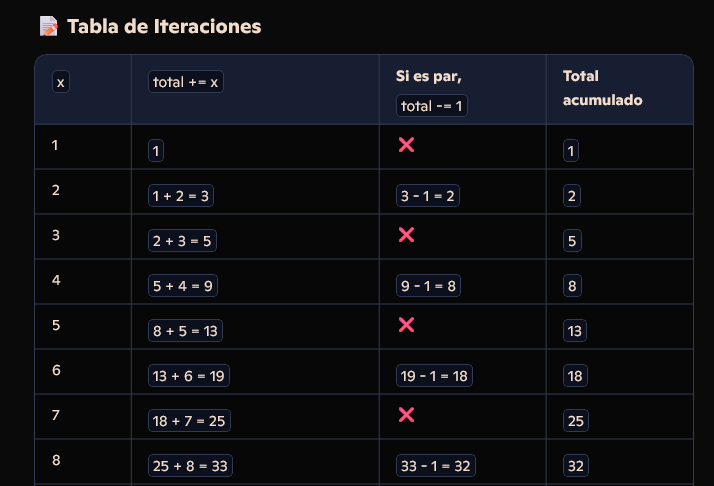 Tabla de Iteraciones
x total += x Si es par, total -= 1 Total acumulado
1 1 ❌ 1
2 1 + 2 = 3 3 - 1 = 2 2
3 2 + 3 = 5 ❌ 5
4 5 + 4 = 9 9 - 1 = 8 8
5 8 + 5 = 13 ❌ 13
6 13 + 6 = 19 19 - 1 = 18 18
7 18 + 7 = 25 ❌ 25
8 25 + 8 = 33 33 - 1 = 32 32